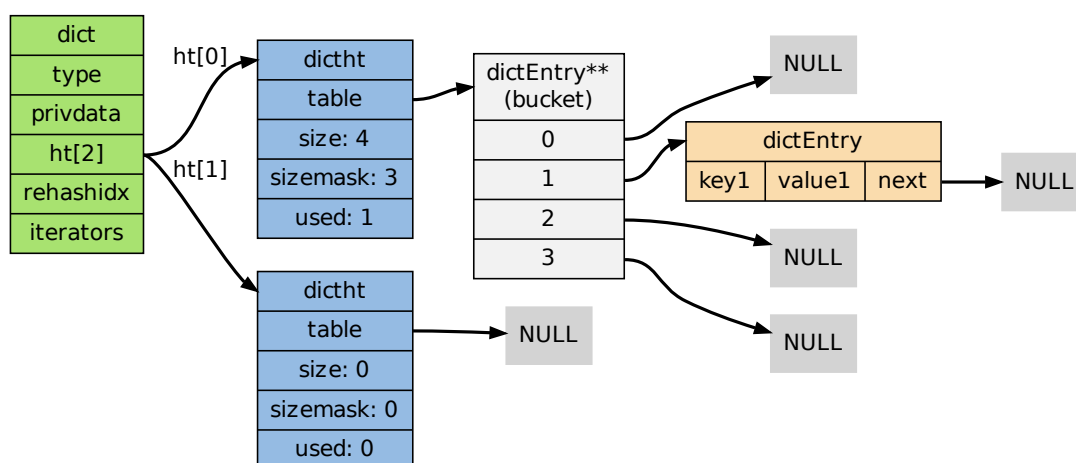 dict
type
privdata
ht[2]
rehashidx
iterators
ht[0]
ht[1]
dictht
table
size: 4
sizemask: 3
used: 1
dictht
table
size: 0
sizemask: 0
used: 0
dictEntry**
(bucket)
0
1
2
3
NULL
dictEntry
key1 value1 next
NULL
NULL
NULL
NULL